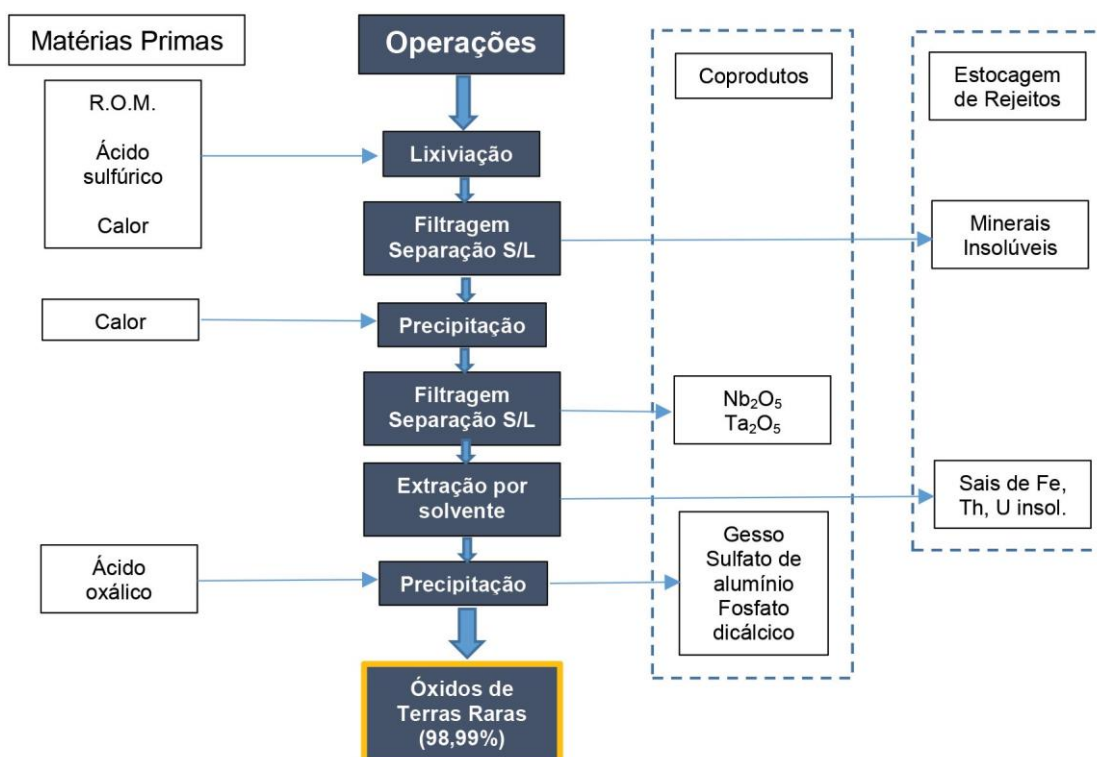 Matérias Primas
Operações
Coprodutos
Estocagem
de Rejeitos
R.O.M.
Ácido
sulfúrico
Calor
Lixiviação
Filtragem
Separação S/L
Minerais
Insolúveis
Calor
Precipitação
Filtragem
Separação S/L
Nb₂O₅
Ta₂O₅
Extração por
solvente
Sais de Fe,
Th, U insol.
Ácido
oxálico
Precipitação
Gesso
Sulfato de
alumínio
Fosfato
dicálcico
Óxidos de
Terras Raras
(98,99%)